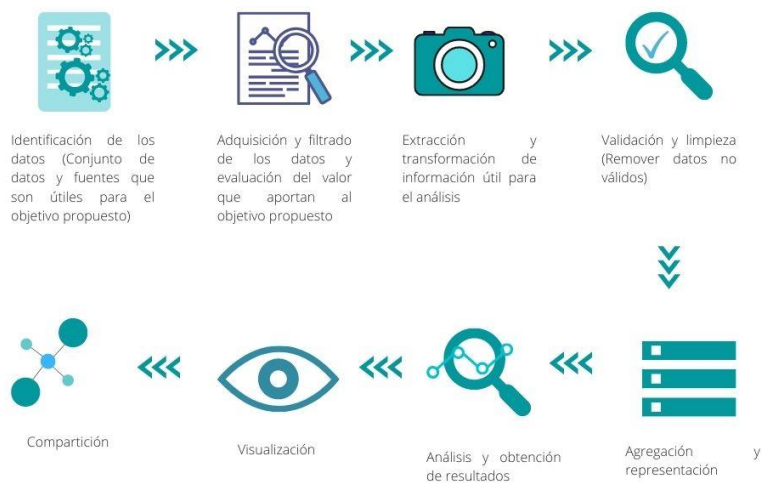 Identificación de los
datos (Conjunto de
datos y fuentes que
son útiles para el
objetivo propuesto)
Adquisición y filtrado
de los datos y
evaluación del valor
que aportan al
objetivo propuesto
Extracción y
transformación de
información útil para
el análisis
Validación y limpieza
(Remover datos no
válidos)
Agregación y
representación
Análisis y obtención
de resultados
Visualización
Compartición